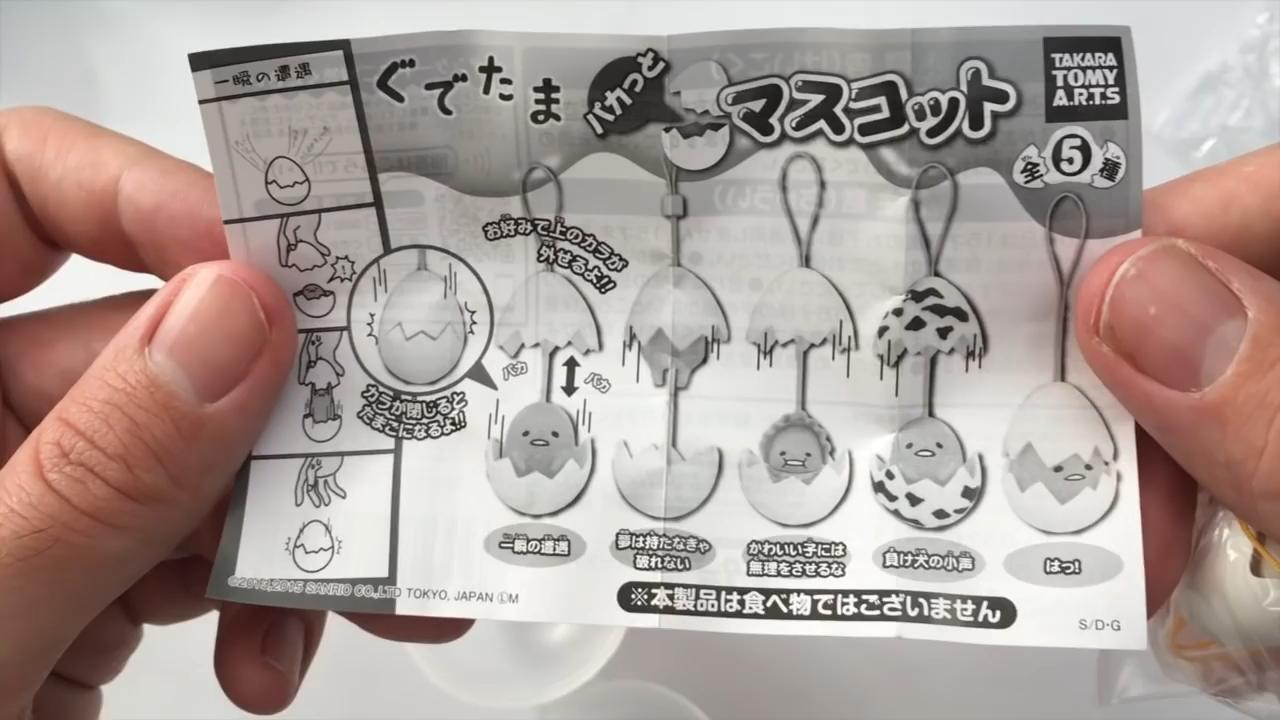 一瞬の遭遇
ぐでたま
パカっと
マスコット
TAKARA
TOMY
A.R.T.S
全5種
お好みで上のカラが
外せるよ!!
パカ
パカ
カラが閉じると
たまごになるよ!!
一瞬の遭遇
夢は持たなきゃ
破れない
かわいい子には
無理をさせるな
負け犬の小声
はっ!
©2013,2015 SANRIO CO.,LTD TOKYO, JAPAN ⓁM
※本製品は食べ物ではございません
S/D・G